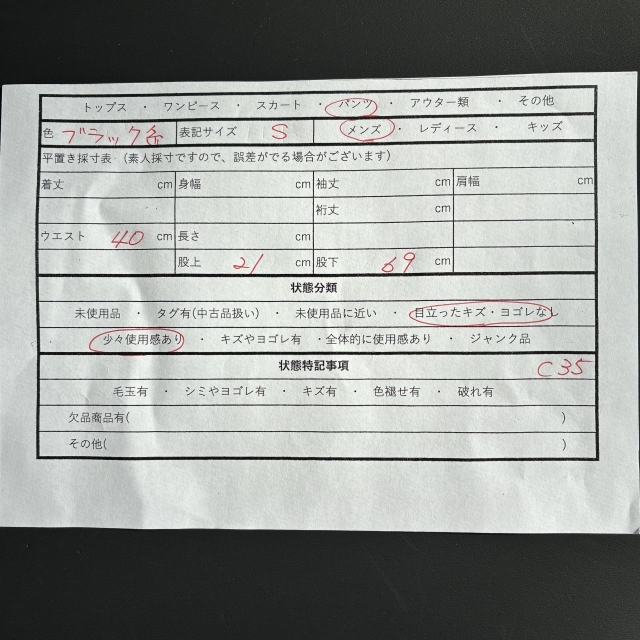 トップス ・ ワンピース ・ スカート ・ パンツ ・ アウター類 ・ その他
色 ブラック系 表記サイズ S メンズ ・ レディース ・ キッズ
平置き採寸表 (素人採寸ですので、誤差がでる場合がございます)
着丈 cm 身幅 cm 袖丈 cm 肩幅 cm
裄丈 cm
ウエスト 40 cm 長さ cm
股上 21 cm 股下 69 cm
状態分類
未使用品 ・ タグ有(中古品扱い) ・ 未使用品に近い ・ 目立ったキズ・ヨゴレなし
・ 少々使用感あり ・ キズやヨゴレ有 ・全体的に使用感あり ・ ジャンク品
状態特記事項 C35
毛玉有 ・ シミやヨゴレ有 ・ キズ有 ・ 色褪せ有 ・ 破れ有
欠品商品有( )
その他( )